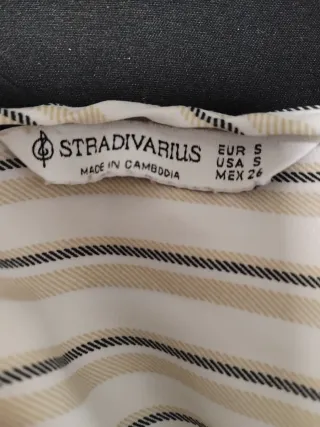 STRADIVARIUS
MADE IN CAMBODIA
EUR S
USA S
MEX 26